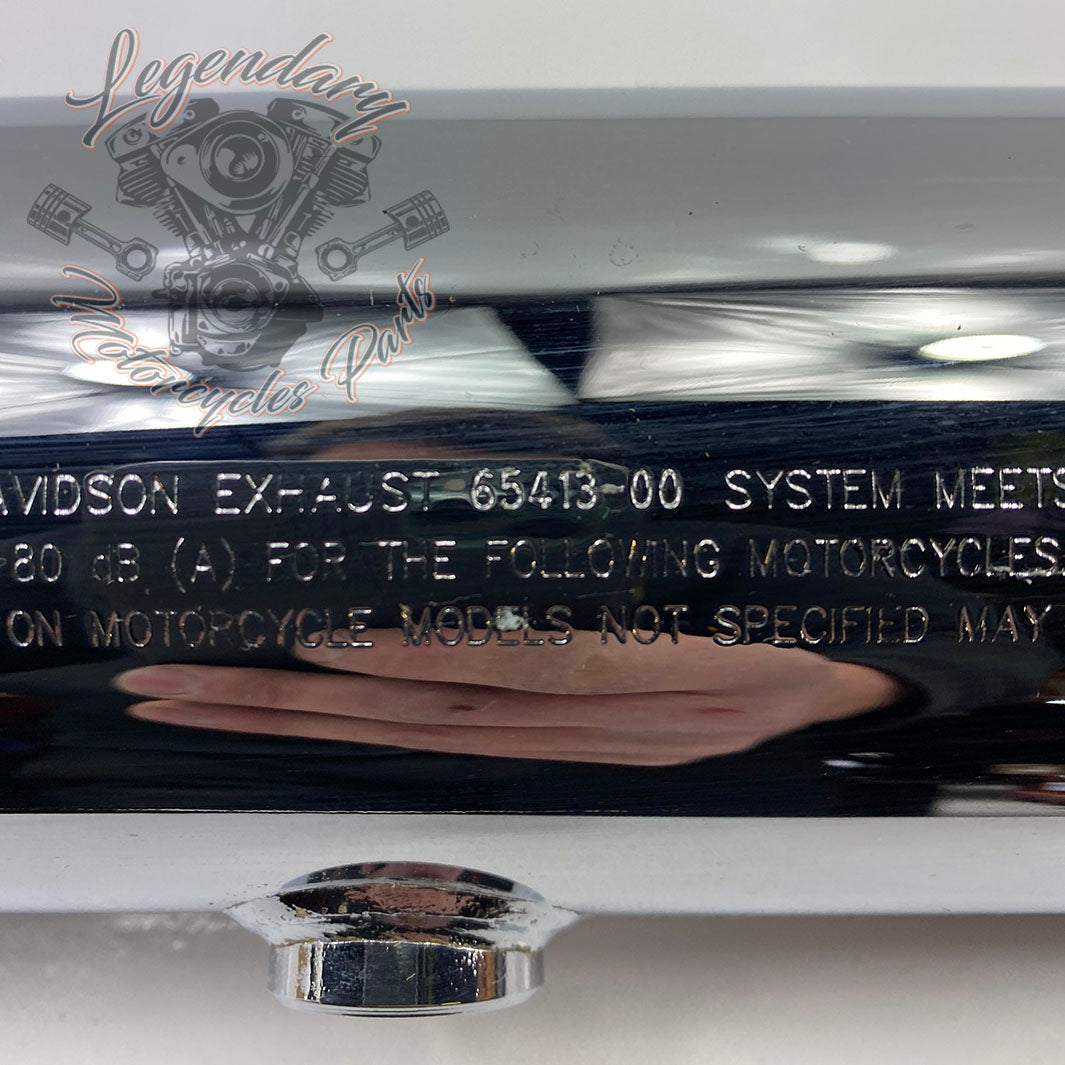 Legendary
Motorcycles Parts
AVIDSON EXHAUST 65413-00 SYSTEM MEETS
80 dB (A) FOR THE FOLLOWING MOTORCYCLES.
ON MOTORCYCLE MODELS NOT SPECIFIED MAY